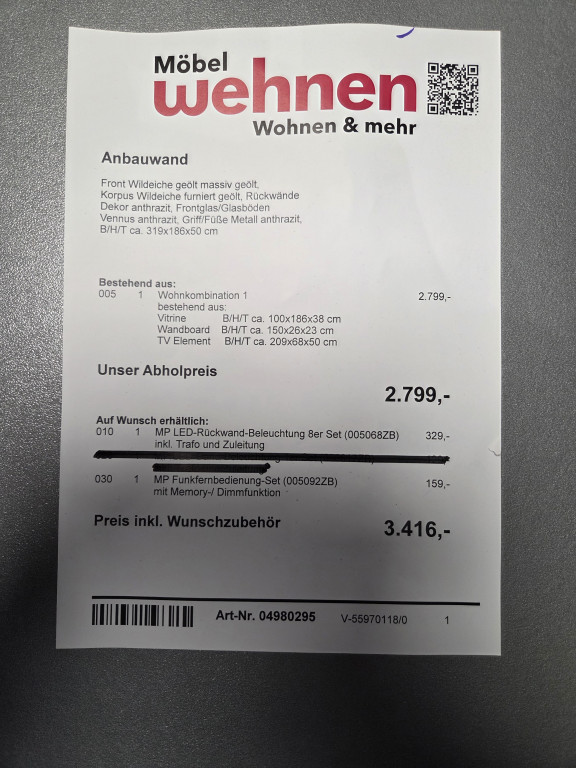 Möbel
wehnen
Wohnen & mehr
Anbauwand
Front Wildeiche geölt massiv geölt,
Korpus Wildeiche furniert geölt, Rückwände
Dekor anthrazit, Frontglas/Glasböden
Vennus anthrazit, Griff/Füße Metall anthrazit,
B/H/T ca. 319x186x50 cm
Bestehend aus:
005 1 Wohnkombination 1 2.799,-
bestehend aus:
Vitrine B/H/T ca. 100x186x38 cm
Wandboard B/H/T ca. 150x26x23 cm
TV Element B/H/T ca. 209x68x50 cm
Unser Abholpreis
2.799,-
Auf Wunsch erhältlich:
010 1 MP LED-Rückwand-Beleuchtung 8er Set (005068ZB) 329,-
inkl. Trafo und Zuleitung
030 1 MP Funkfernbedienung-Set (005092ZB) 159,-
mit Memory-/ Dimmfunktion
Preis inkl. Wunschzubehör 3.416,-
Art-Nr. 04980295 V-55970118/0 1